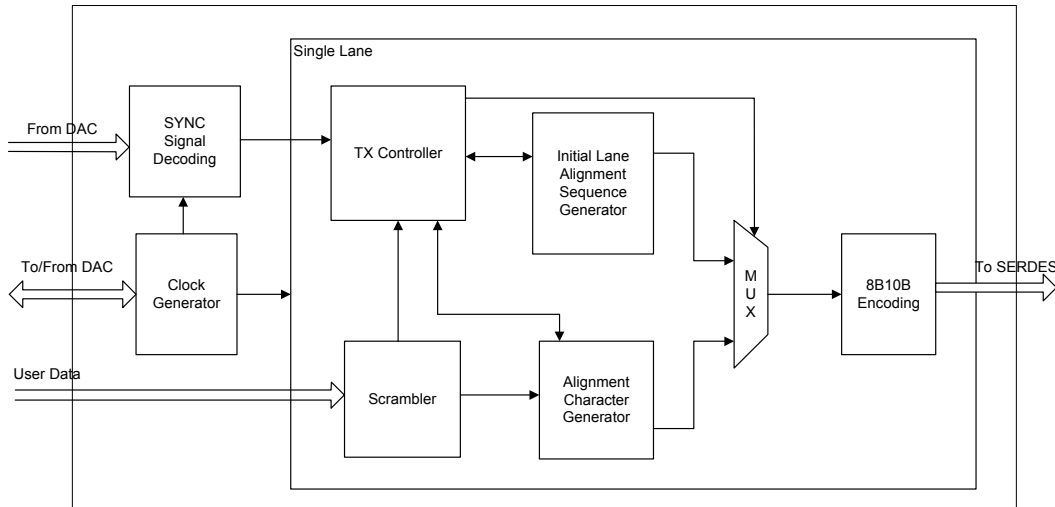 Single Lane
From DAC
SYNC
Signal
Decoding
TX Controller
Initial Lane
Alignment
Sequence
Generator
To/From DAC
Clock
Generator
M
U
X
8B10B
Encoding
To SERDES
User Data
Scrambler
Alignment
Character
Generator